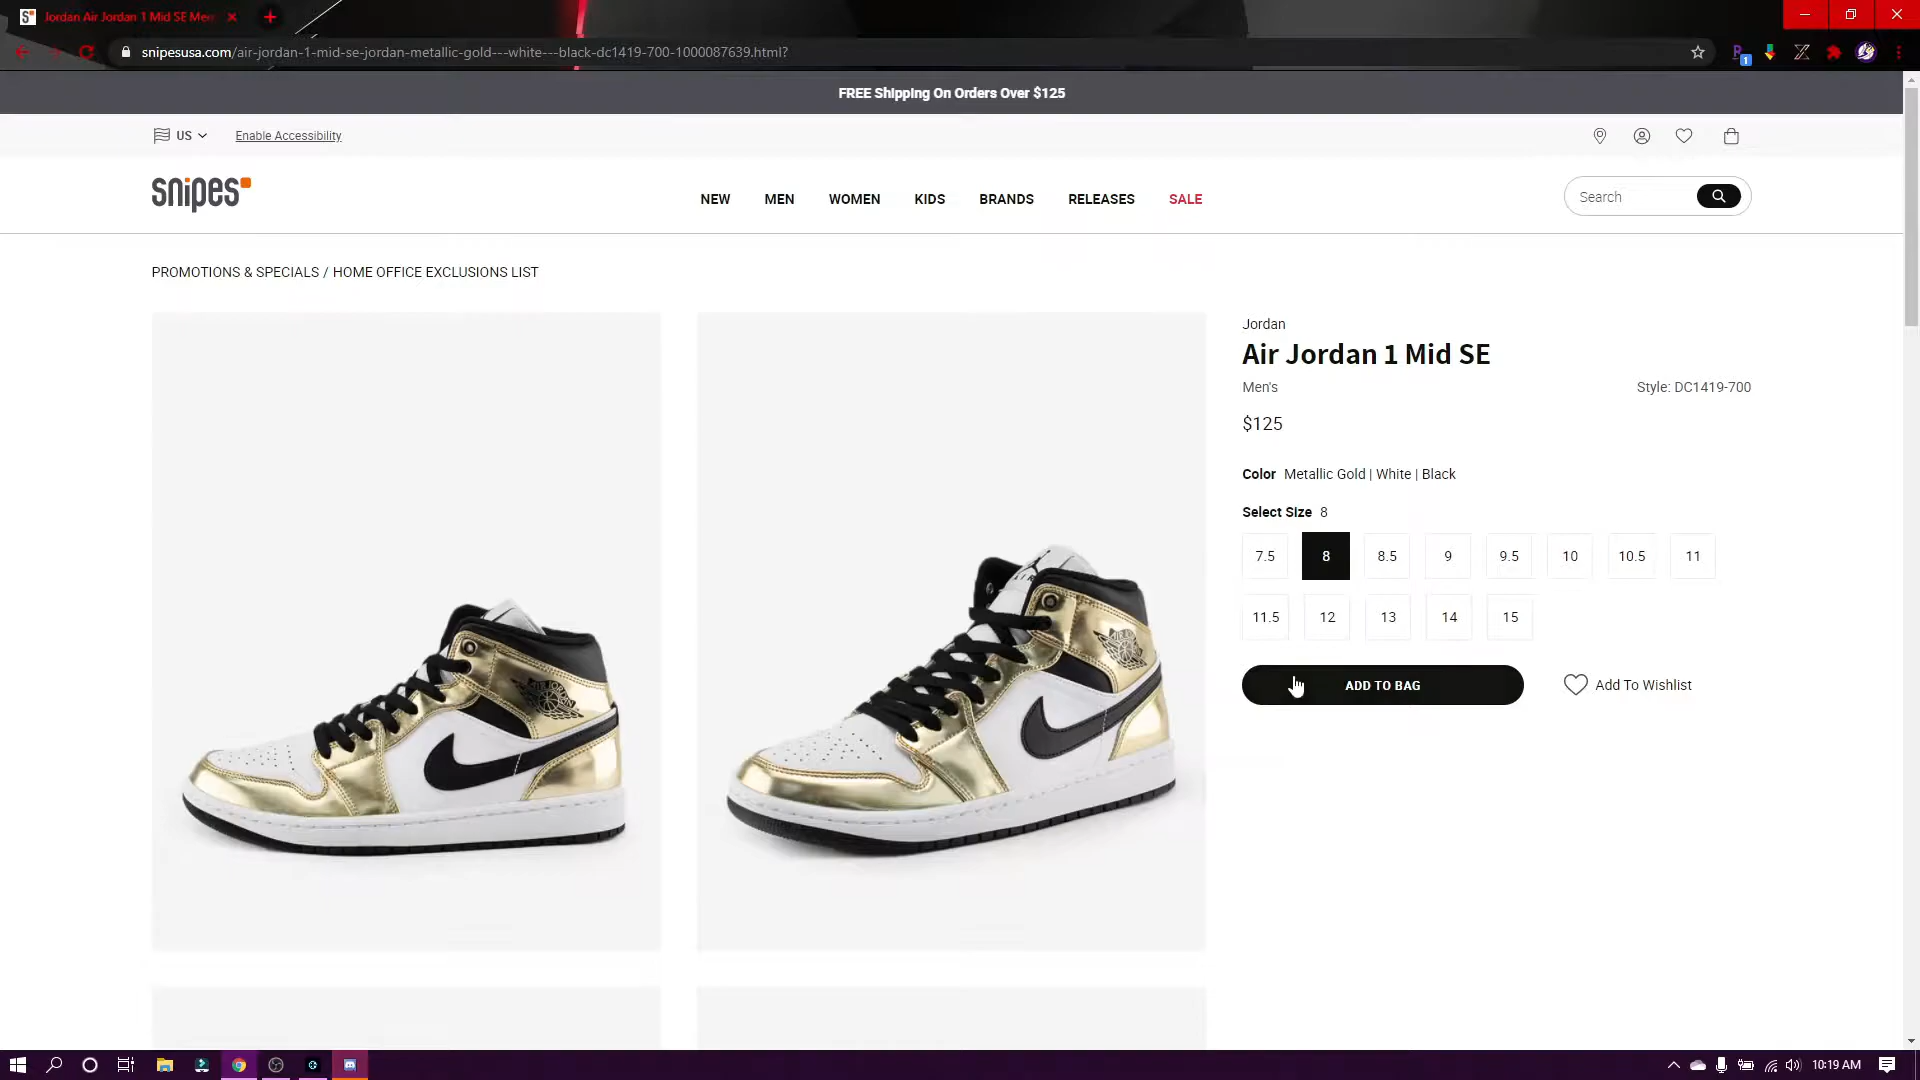 Jordan Air Jordan 1 Mid SE Men
snipesusa.com/air-jordan-1-mid-se-jordan-metallic-gold---white---black-dc1419-700-1000087639.html?
FREE Shipping On Orders Over $125
US
Enable Accessibility
snipes
NEW
MEN
WOMEN
KIDS
BRANDS
RELEASES
SALE
Search
PROMOTIONS & SPECIALS / HOME OFFICE EXCLUSIONS LIST
Jordan
Air Jordan 1 Mid SE
Men's
Style: DC1419-700
$125
Color Metallic Gold | White | Black
Select Size 8
7.5 8 8.5 9 9.5 10 10.5 11
11.5 12 13 14 15
ADD TO BAG
Add To Wishlist
10:19 AM